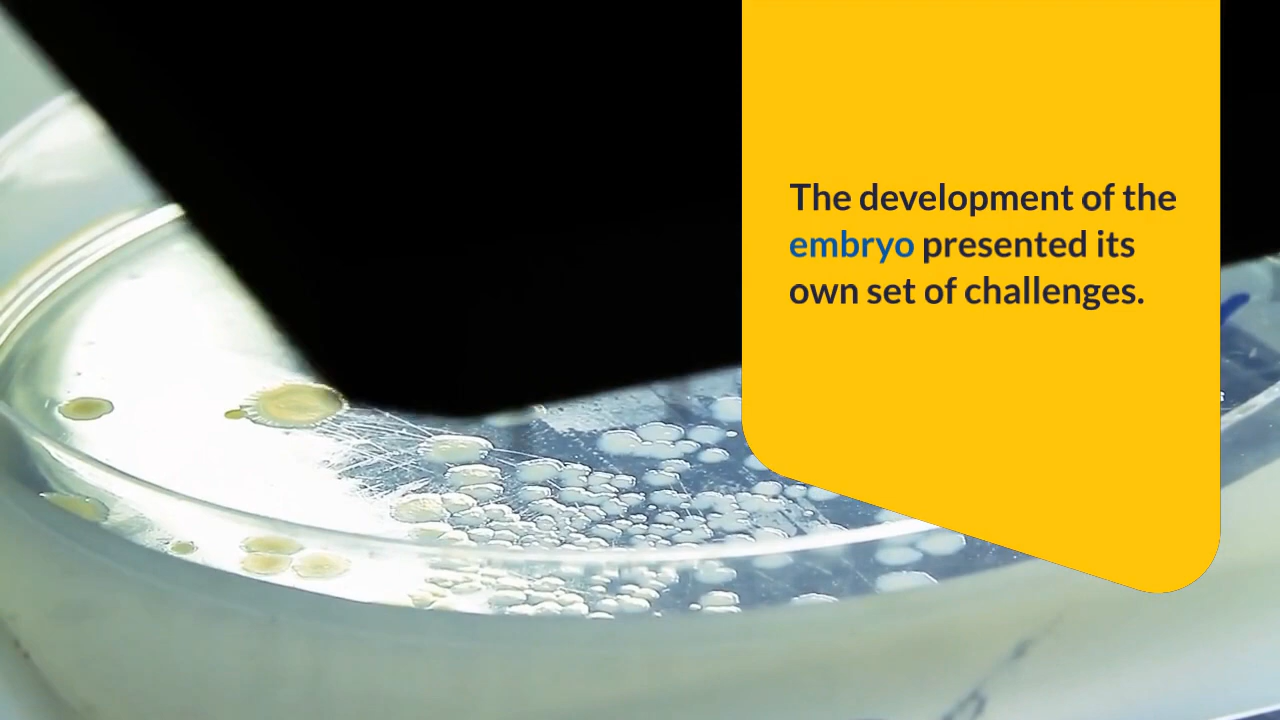 The development of the
embryo presented its
own set of challenges.